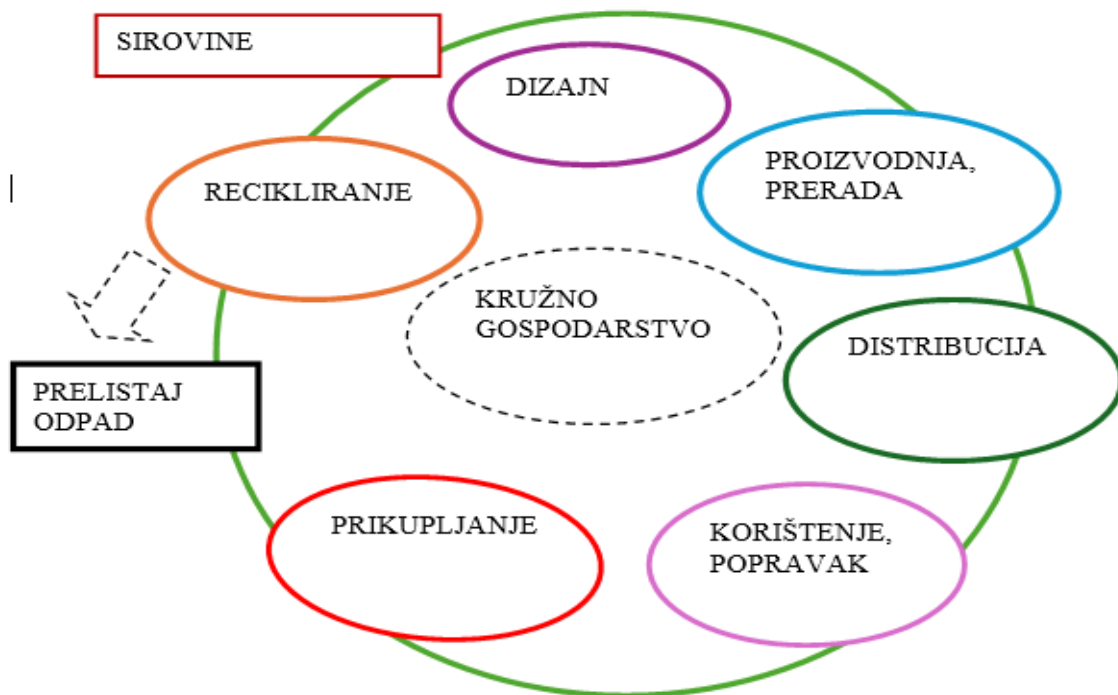 SIROVINE
DIZAJN
PROIZVODNJA,
PRERADA
RECIKLIRANJE
KRUŽNO
GOSPODARSTVO
DISTRIBUCIJA
PRELISTAJ
ODPAD
PRIKUPLJANJE
KORIŠTENJE,
POPRAVAK